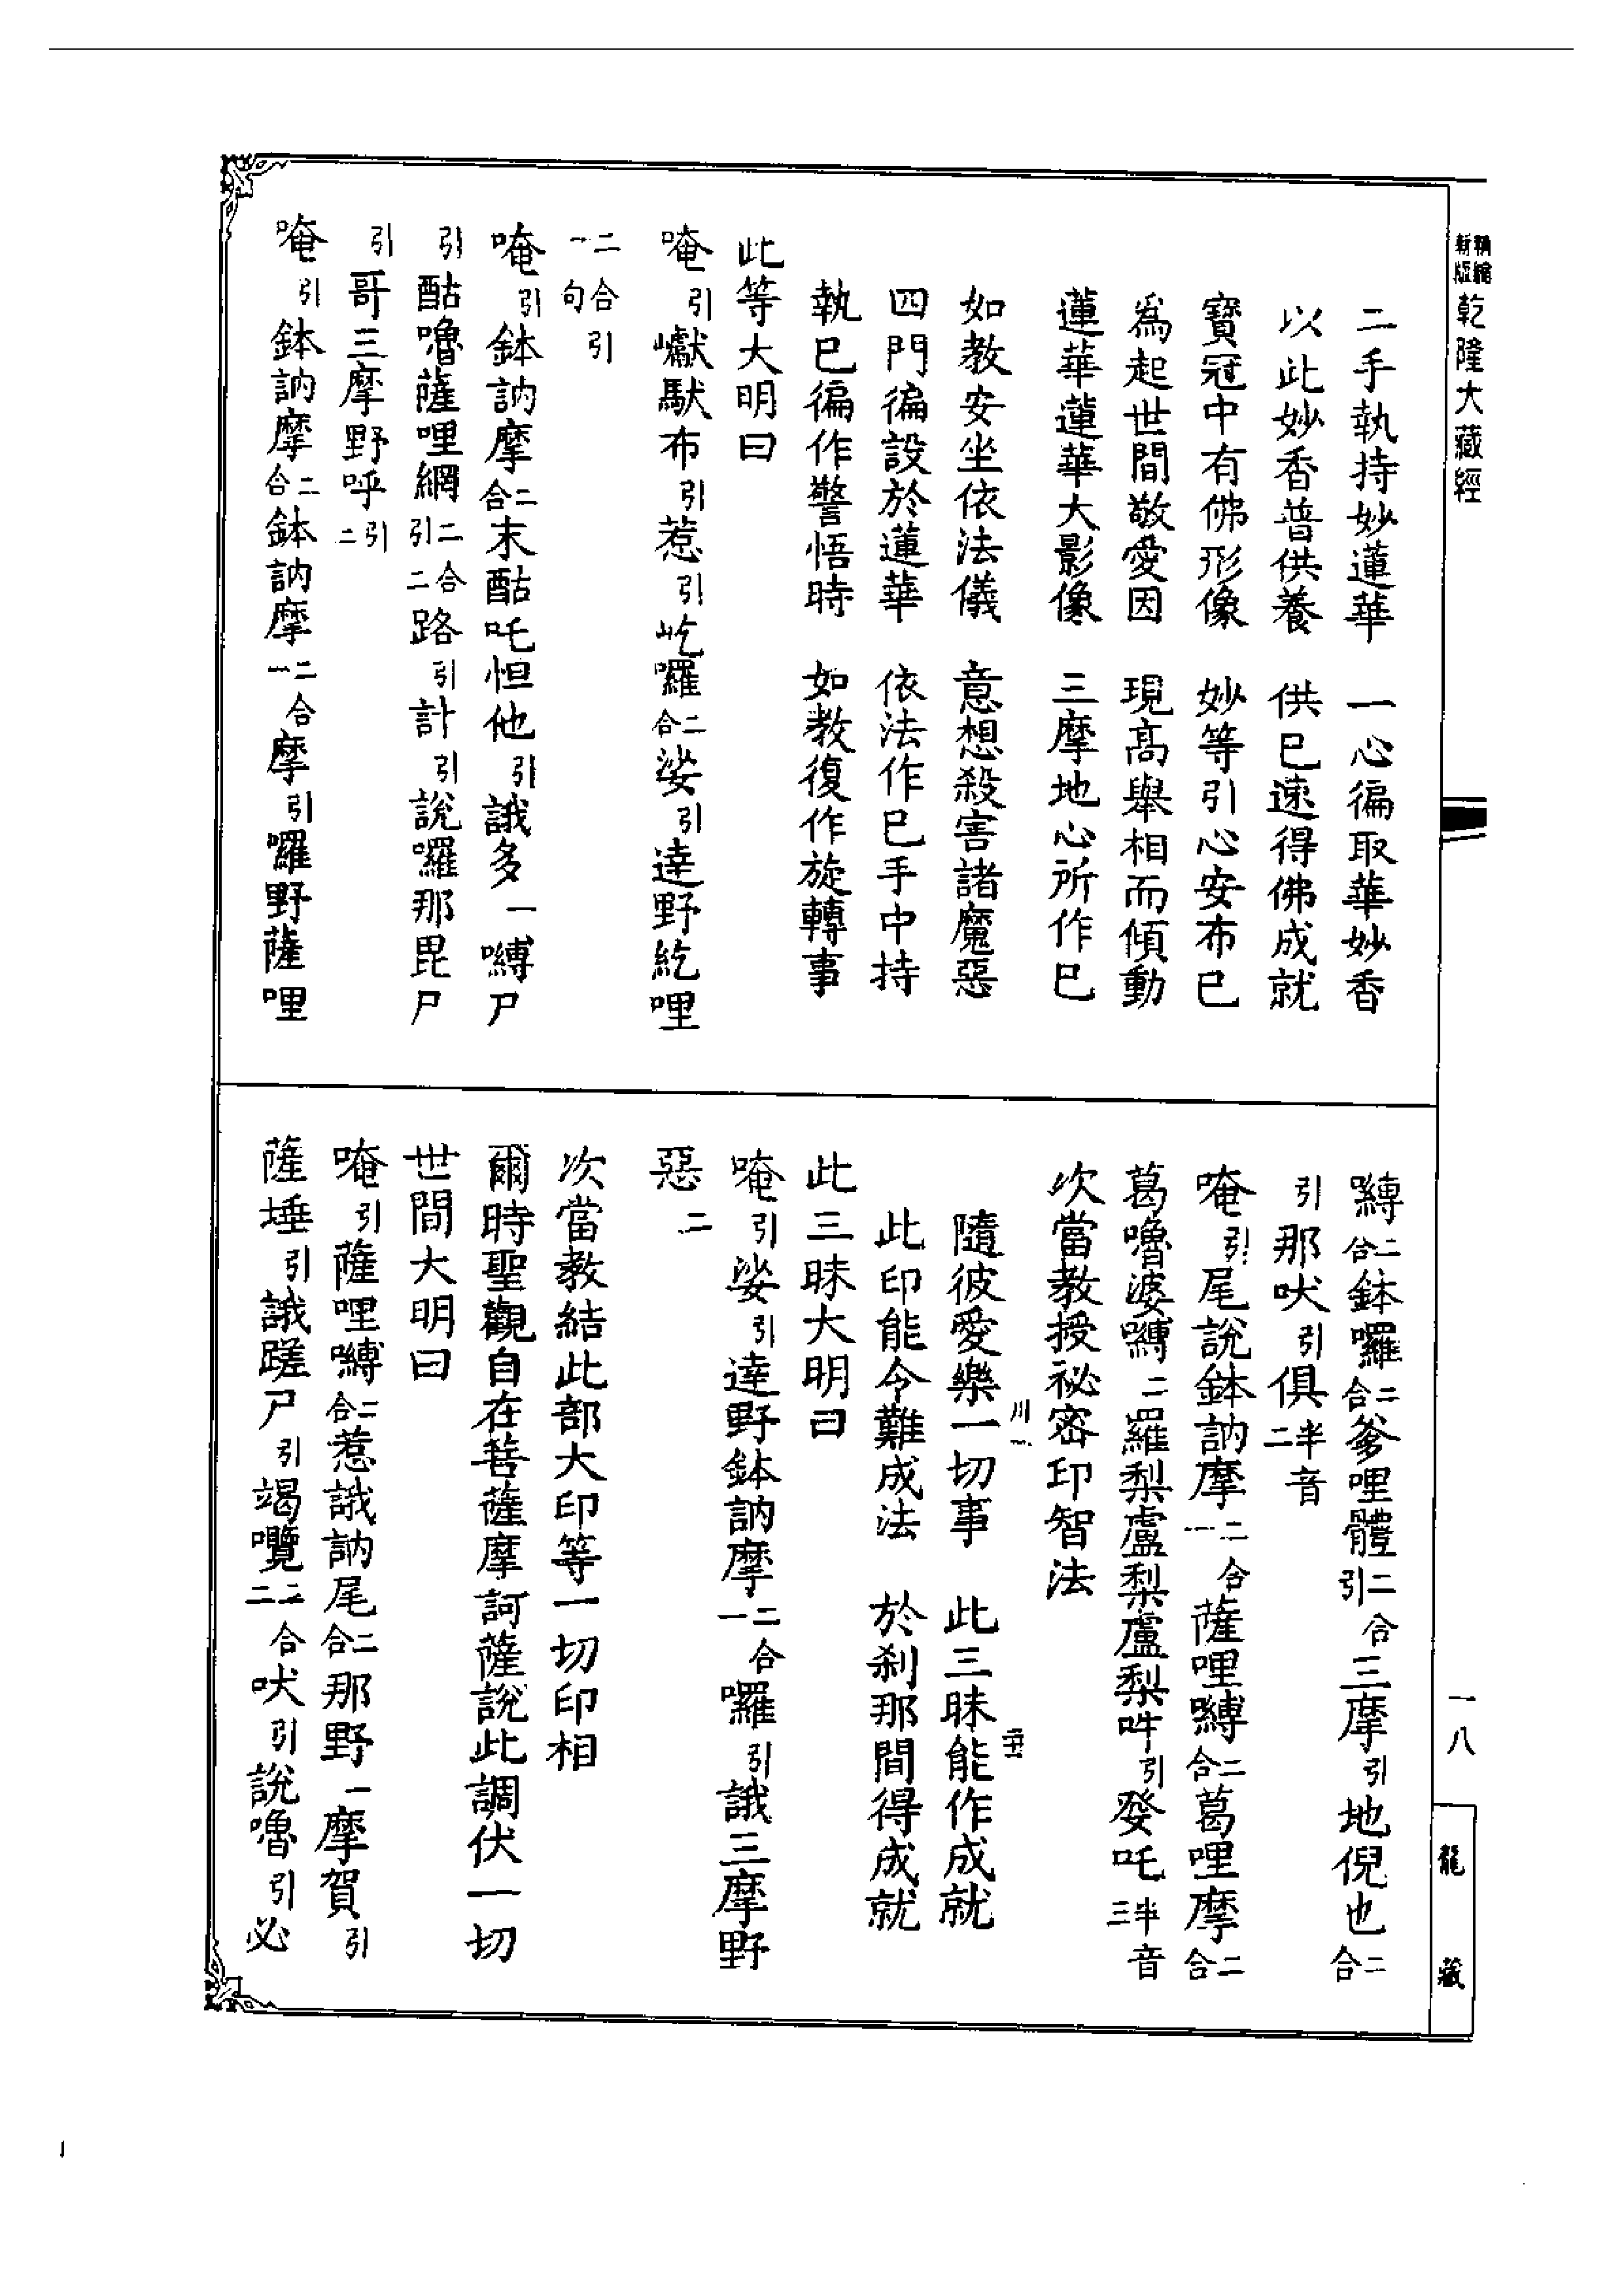 精縮新版乾隆大藏經
二手執持妙蓮華　一心徧取華妙香
以此妙香普供養　供巳速得佛成就
寶冠中有佛形像　妙等引心安布巳
爲起世間敬愛因　現高舉相而傾動
蓮華蓮華大影像　三摩地心所作巳
如教安坐依法儀　意想殺害諸魔惡
四門徧設於蓮華　依法作巳手中持
執巳徧作警悟時　如教復作旋轉事
此等大明曰
唵引巘馱布引惹引屹囉二合娑引達野紇哩
二合引一句
唵引鉢訥摩二合末酤吒怛他引誐多一嚩尸
引酤嚕薩哩網二合引二路引計引說囉那毘尸
引哥三摩野呼引二
唵引鉢訥摩二合鉢訥摩二合一摩引囉野薩哩
嚩二合鉢囉二合爹哩體二合引三摩引地倪也二合
引那吠引俱半音二
唵引尾說鉢訥摩二合一薩哩嚩二合葛哩摩二合
葛嚕婆嚩二羅梨盧梨盧梨吽引癹吒半音三
次當教授祕密印智法
隨彼愛樂一切事　此三昧能作成就
此印能令難成法　於刹那間得成就
此三昧大明曰
唵引娑引達野鉢訥摩二合一囉引誐三摩野
惡二
次當教結此部大印等一切印相
爾時聖觀自在菩薩摩訶薩說此調伏一切
世間大明曰
唵引薩哩嚩二合惹誐訥尾二合那野一摩賀引
薩埵引誐蹉尸引竭㘕二合二吠引說嚕引必
一八
龍藏